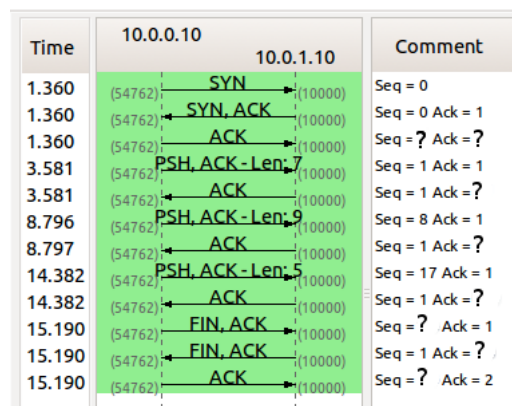 Time 10.0.0.10 10.0.1.10 Comment
1.360 (54762) SYN (10000) Seq = 0
1.360 (54762) SYN, ACK (10000) Seq = 0 Ack = 1
1.360 (54762) ACK (10000) Seq = ? Ack = ?
3.581 (54762) PSH, ACK - Len: 7 (10000) Seq = 1 Ack = 1
3.581 (54762) ACK (10000) Seq = 1 Ack = ?
8.796 (54762) PSH, ACK - Len: 9 (10000) Seq = 8 Ack = 1
8.797 (54762) ACK (10000) Seq = 1 Ack = ?
14.382 (54762) PSH, ACK - Len: 5 (10000) Seq = 17 Ack = 1
14.382 (54762) ACK (10000) Seq = 1 Ack = ?
15.190 (54762) FIN, ACK (10000) Seq = ? Ack = 1
15.190 (54762) FIN, ACK (10000) Seq = 1 Ack = ?
15.190 (54762) ACK (10000) Seq = ? Ack = 2